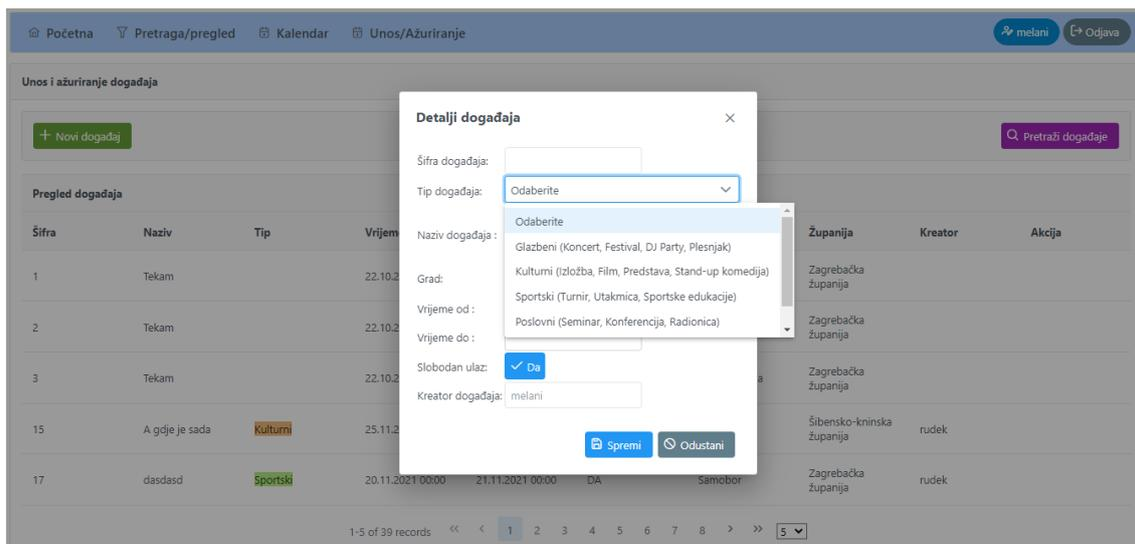 Početna Pretraga/pregled Kalendar Unos/Ažuriranje melani Odjava
Unos i ažuriranje događaja
Novi događaj Pretraži događaje
Pregled događaja
Šifra Naziv Tip Vrijem Županija Kreator Akcija
1 Tekam 22.10.2 Zagrebačka
županija
2 Tekam 22.10.2 Zagrebačka
županija
3 Tekam 22.10.2 a Zagrebačka
županija
15 A gdje je sada Kulturni 25.11.2 Šibensko-kninska
županija rudek
17 dasdasd Sportski 20.11.2021 00:00 21.11.2021 00:00 DA Samobor Zagrebačka
županija rudek
1-5 of 39 records 1 2 3 4 5 6 7 8 5
Detalji događaja
Šifra događaja:
Tip događaja: Odaberite
Odaberite
Glazbeni (Koncert, Festival, DJ Party, Plesnjak)
Kulturni (Izložba, Film, Predstava, Stand-up komedija)
Sportski (Turnir, Utakmica, Sportske edukacije)
Poslovni (Seminar, Konferencija, Radionica)
Naziv događaja :
Grad:
Vrijeme od :
Vrijeme do :
Slobodan ulaz: Da
Kreator događaja: melani
Spremi Odustani